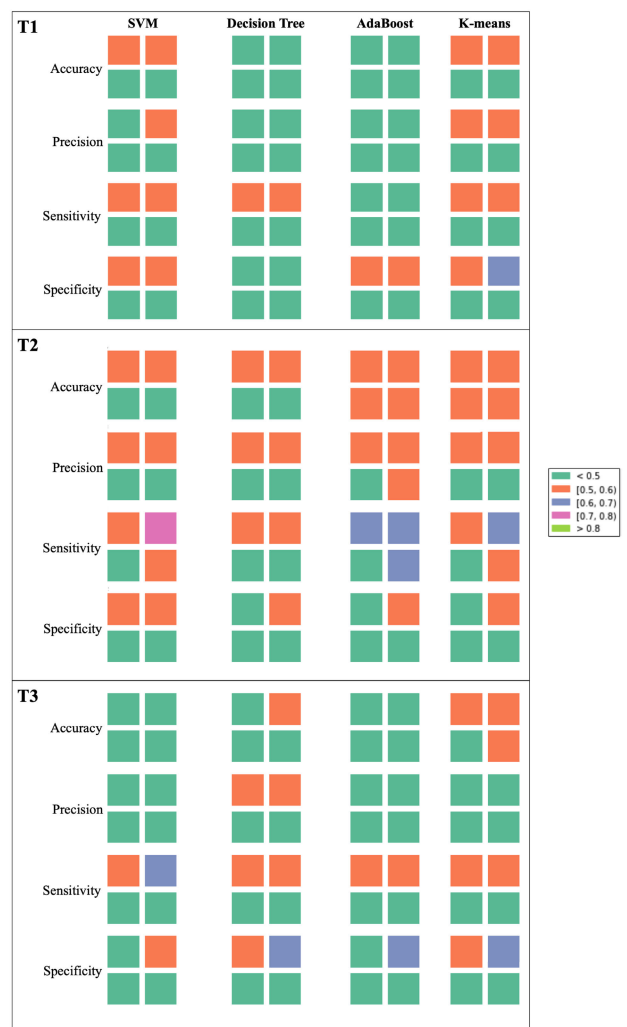 T1
SVM Decision Tree AdaBoost K-means
Accuracy
Precision
Sensitivity
Specificity
T2
Accuracy
Precision
Sensitivity
Specificity
T3
Accuracy
Precision
Sensitivity
Specificity
< 0.5
[0.5, 0.6)
[0.6, 0.7)
[0.7, 0.8)
> 0.8